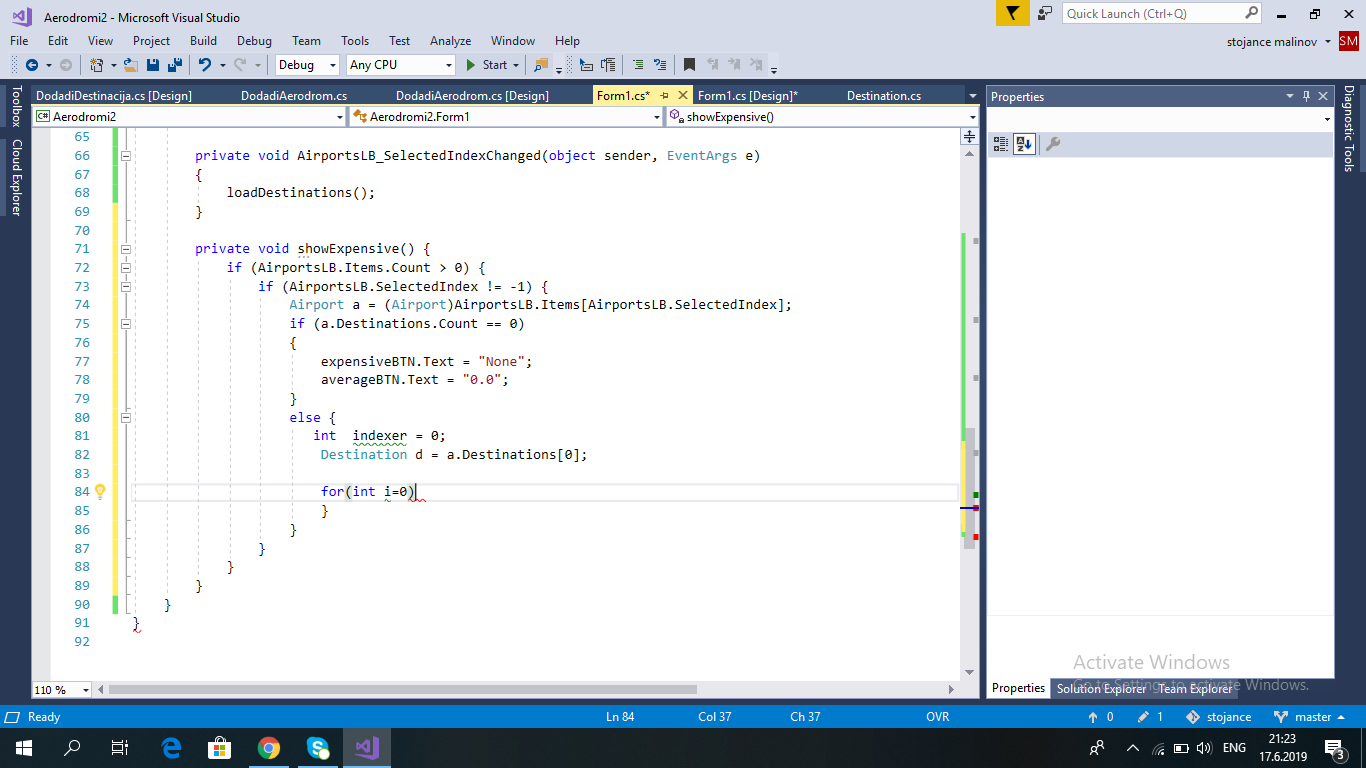 Aerodromi2 - Microsoft Visual Studio
Quick Launch (Ctrl+Q)
File Edit View Project Build Debug Team Tools Test Analyze Window Help
stojance malinov SM
Debug Any CPU Start
DodadiDestinacija.cs [Design] DodadiAerodrom.cs DodadiAerodrom.cs [Design] Form1.cs* Form1.cs [Design]* Destination.cs
Properties
Toolbox
Cloud Explorer
Diagnostic Tools
C# Aerodromi2 Aerodromi2.Form1 showExpensive()
65
66 private void AirportsLB_SelectedIndexChanged(object sender, EventArgs e)
67 {
68 loadDestinations();
69 }
70
71 private void showExpensive() {
72 if (AirportsLB.Items.Count > 0) {
73 if (AirportsLB.SelectedIndex != -1) {
74 Airport a = (Airport)AirportsLB.Items[AirportsLB.SelectedIndex];
75 if (a.Destinations.Count == 0)
76 {
77 expensiveBTN.Text = "None";
78 averageBTN.Text = "0.0";
79 }
80 else {
81 int indexer = 0;
82 Destination d = a.Destinations[0];
83
84 for(int i=0)
85 }
86 }
87 }
88 }
89 }
90 }
91 }
92
110 %
Activate Windows
Go to Settings to activate Windows.
Properties Solution Explorer Team Explorer
Ready Ln 84 Col 37 Ch 37 OVR 0 1 stojance master
ENG 21:23
17.6.2019
3